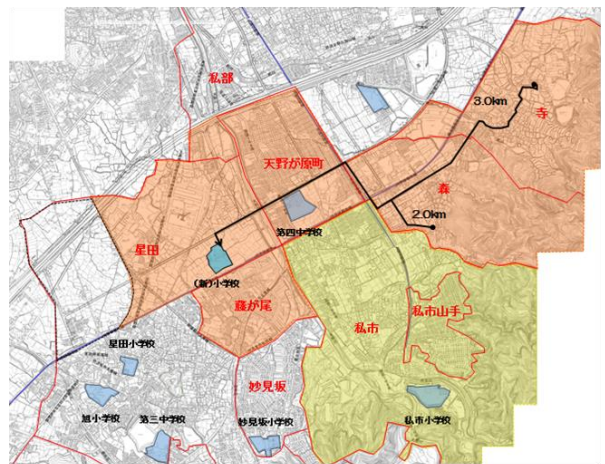 私部
3.0km
寺
天野が原町
森
2.0km
第四中学校
星田
(新)小学校
藤が尾
私市山手
私市
星田小学校
妙見坂
旭小学校
第三中学校
妙見坂小学校
私市小学校